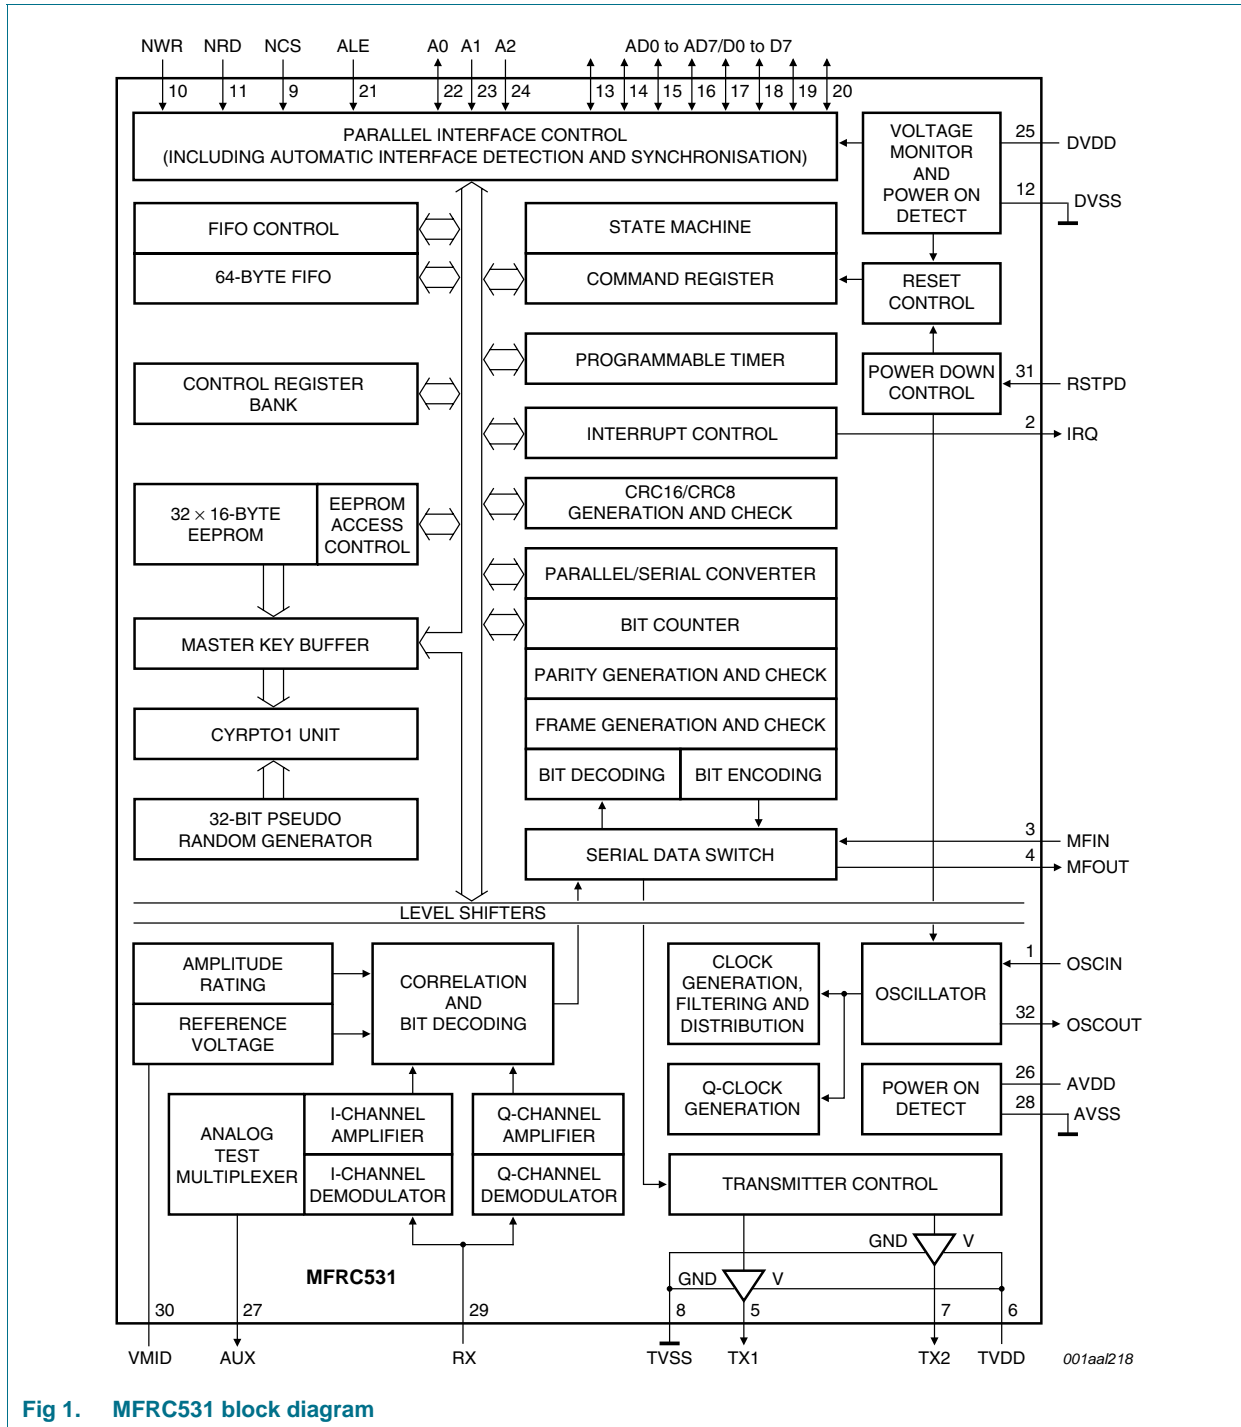 NWR NRD NCS ALE A0 A1 A2 AD0 to AD7/D0 to D7
10 11 9 21 22 23 24 13 14 15 16 17 18 19 20
PARALLEL INTERFACE CONTROL
(INCLUDING AUTOMATIC INTERFACE DETECTION AND SYNCHRONISATION)
VOLTAGE
MONITOR
AND
POWER ON
DETECT
25
DVDD
12
DVSS
FIFO CONTROL
64-BYTE FIFO
STATE MACHINE
COMMAND REGISTER
RESET
CONTROL
PROGRAMMABLE TIMER
POWER DOWN
CONTROL
31
RSTPD
CONTROL REGISTER
BANK
INTERRUPT CONTROL
2
IRQ
32 × 16-BYTE
EEPROM
EEPROM
ACCESS
CONTROL
CRC16/CRC8
GENERATION AND CHECK
PARALLEL/SERIAL CONVERTER
BIT COUNTER
PARITY GENERATION AND CHECK
FRAME GENERATION AND CHECK
BIT DECODING
BIT ENCODING
MASTER KEY BUFFER
CYRPTO1 UNIT
32-BIT PSEUDO
RANDOM GENERATOR
SERIAL DATA SWITCH
3
MFIN
4
MFOUT
LEVEL SHIFTERS
AMPLITUDE
RATING
REFERENCE
VOLTAGE
CORRELATION
AND
BIT DECODING
CLOCK
GENERATION,
FILTERING AND
DISTRIBUTION
OSCILLATOR
1
OSCIN
32
OSCOUT
Q-CLOCK
GENERATION
POWER ON
DETECT
26
AVDD
28
AVSS
ANALOG
TEST
MULTIPLEXER
I-CHANNEL
AMPLIFIER
I-CHANNEL
DEMODULATOR
Q-CHANNEL
AMPLIFIER
Q-CHANNEL
DEMODULATOR
TRANSMITTER CONTROL
GND V
GND V
MFRC531
30 27 29 8 5 7 6
VMID AUX RX TVSS TX1 TX2 TVDD
001aal218
Fig 1. MFRC531 block diagram